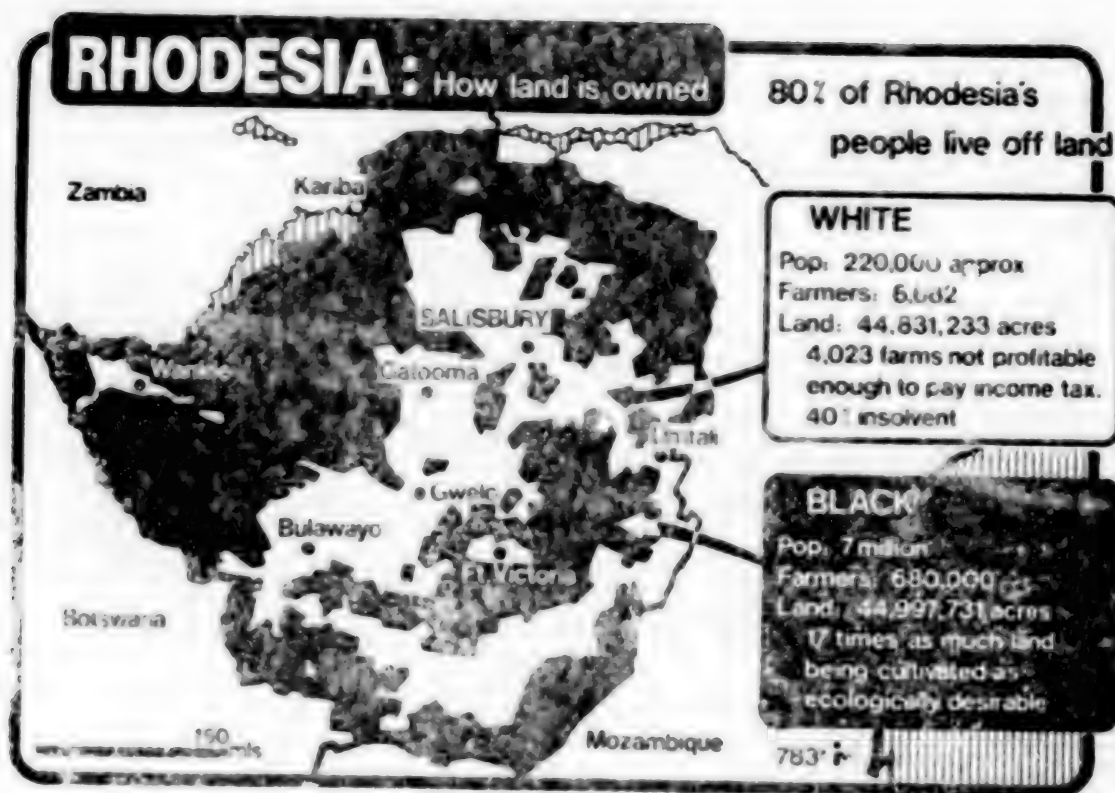 RHODESIA: How land is owned
80% of Rhodesia's
people live off land
Zambia
Kariba
WHITE
Pop: 220,000 approx
Farmers: 6,682
Land: 44,831,233 acres
4,023 farms not profitable
enough to pay income tax.
40% insolvent
SALISBURY
Wankie
Gatooma
Umtali
Gwelo
Bulawayo
Ft. Victoria
BLACK
Pop: 7 million
Farmers: 680,000
Land: 44,997,731 acres
17 times as much land
being cultivated as
ecologically desirable
Botswana
150
mls
Mozambique
783